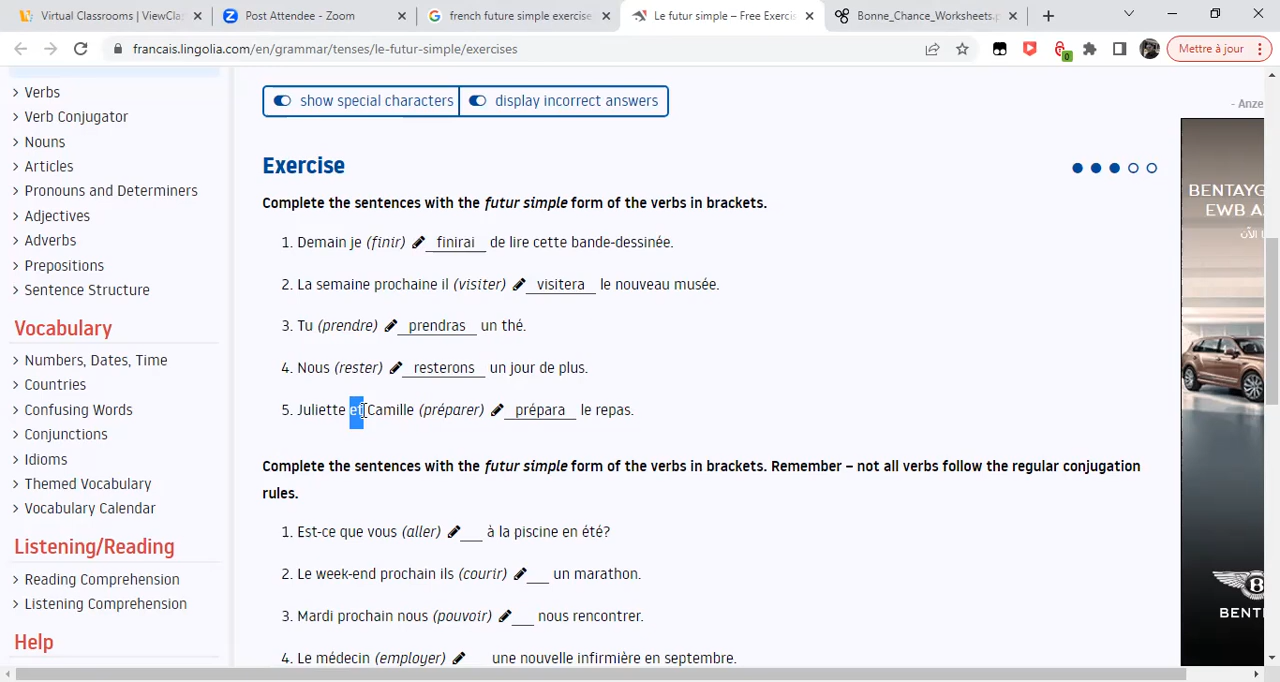 Virtual Classrooms | ViewCla
Post Attendee - Zoom
french future simple exercise
Le futur simple – Free Exerci
Bonne_Chance_Worksheets.p
francais.lingolia.com/en/grammar/tenses/le-futur-simple/exercises
Mettre à jour
Verbs
Verb Conjugator
Nouns
Articles
Pronouns and Determiners
Adjectives
Adverbs
Prepositions
Sentence Structure
Vocabulary
Numbers, Dates, Time
Countries
Confusing Words
Conjunctions
Idioms
Themed Vocabulary
Vocabulary Calendar
Listening/Reading
Reading Comprehension
Listening Comprehension
Help
show special characters
display incorrect answers
Exercise
Complete the sentences with the futur simple form of the verbs in brackets.
1. Demain je (finir) finirai de lire cette bande-dessinée.
2. La semaine prochaine il (visiter) visitera le nouveau musée.
3. Tu (prendre) prendras un thé.
4. Nous (rester) resterons un jour de plus.
5. Juliette et Camille (préparer) prépara le repas.
Complete the sentences with the futur simple form of the verbs in brackets. Remember – not all verbs follow the regular conjugation
rules.
1. Est-ce que vous (aller) ___ à la piscine en été?
2. Le week-end prochain ils (courir) ___ un marathon.
3. Mardi prochain nous (pouvoir) ___ nous rencontrer.
4. Le médecin (employer) une nouvelle infirmière en septembre.
- Anze
BENTAYG
EWB A
الآن
BENT